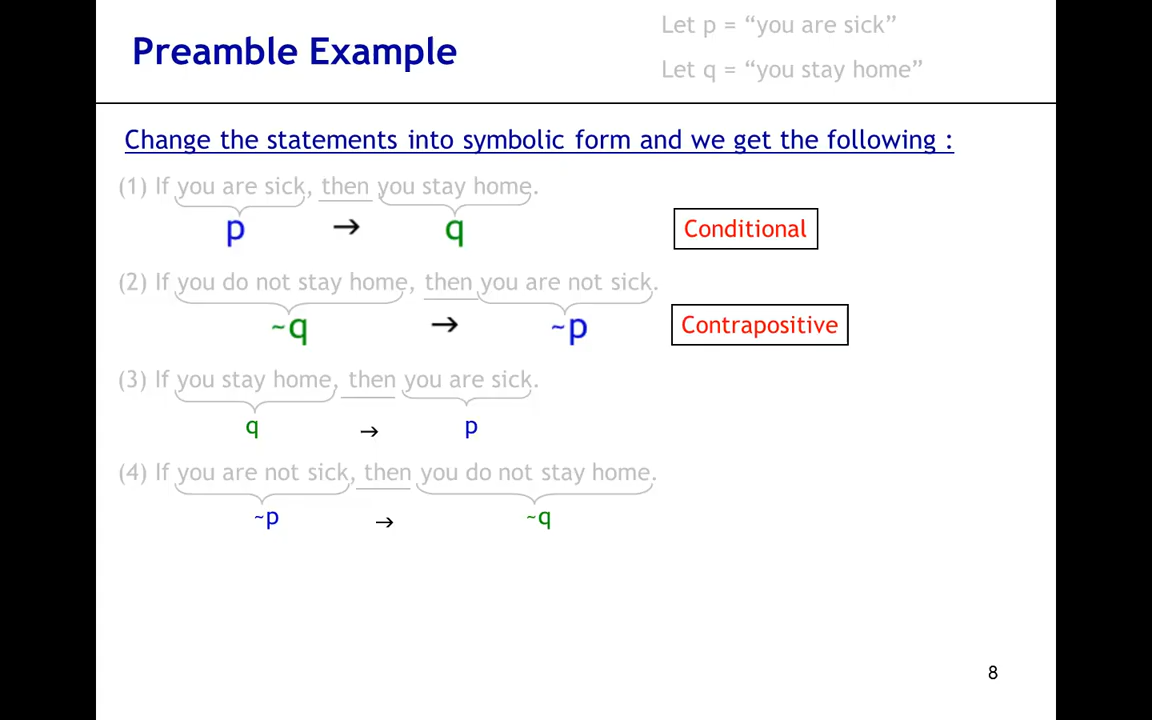 Let p = “you are sick”
Preamble Example
Let q = “you stay home”
Change the statements into symbolic form and we get the following :
(1) If you are sick, then you stay home.
p → q
Conditional
(2) If you do not stay home, then you are not sick.
~q → ~p
Contrapositive
(3) If you stay home, then you are sick.
q → p
(4) If you are not sick, then you do not stay home.
~p → ~q
8